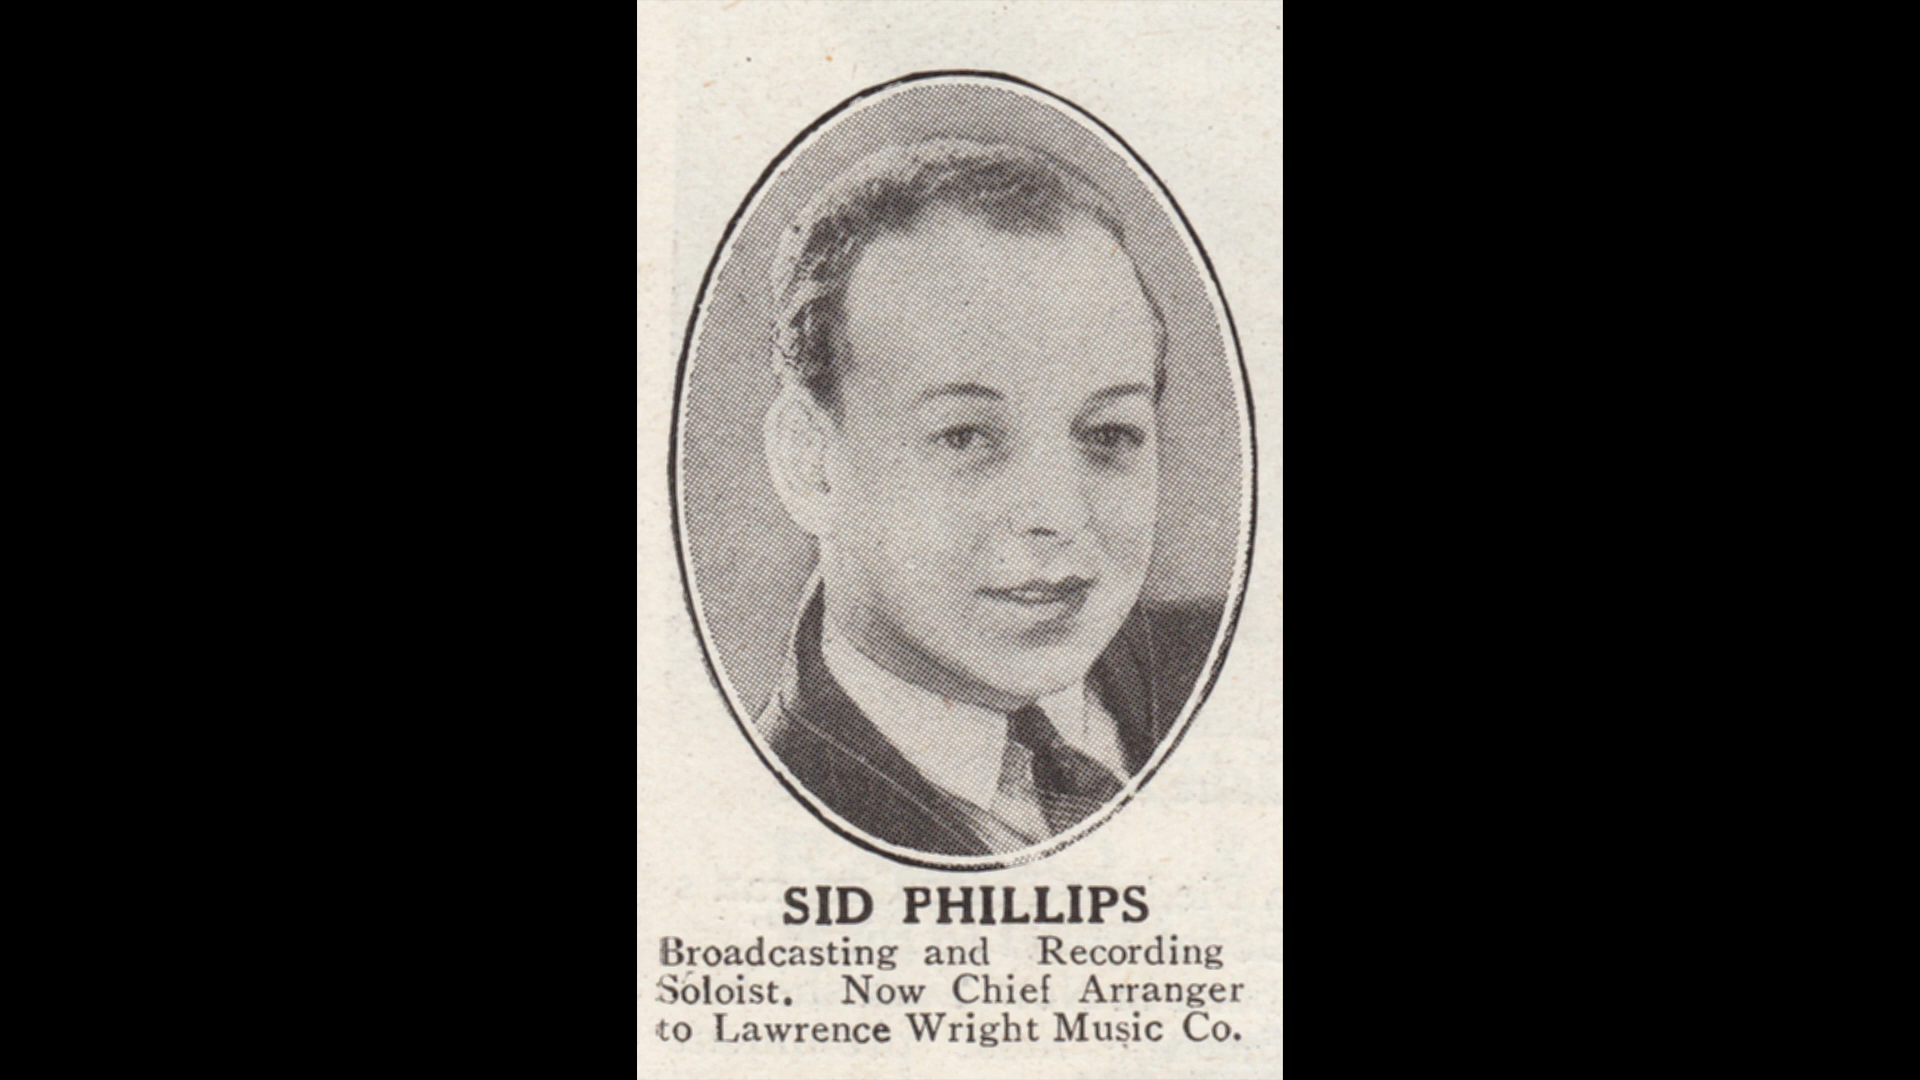 SID PHILLIPS
Broadcasting and Recording
Soloist. Now Chief Arranger
to Lawrence Wright Music Co.